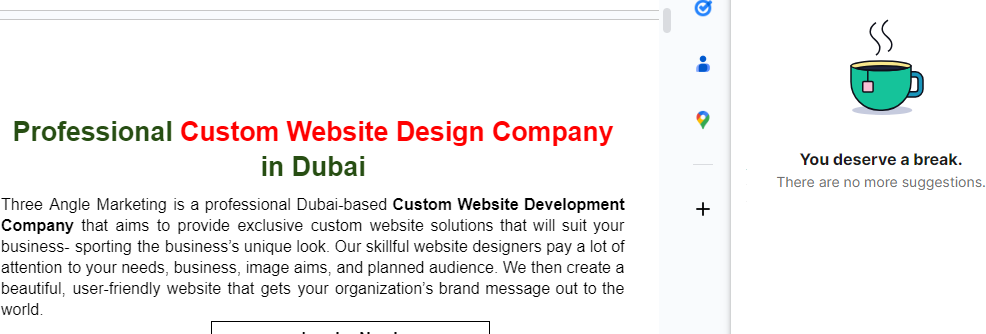 Professional Custom Website Design Company
in Dubai
Three Angle Marketing is a professional Dubai-based Custom Website Development
Company that aims to provide exclusive custom website solutions that will suit your
business- sporting the business's unique look. Our skillful website designers pay a lot of
attention to your needs, business, image aims, and planned audience. We then create a
beautiful, user-friendly website that gets your organization's brand message out to the
world.
You deserve a break.
There are no more suggestions.